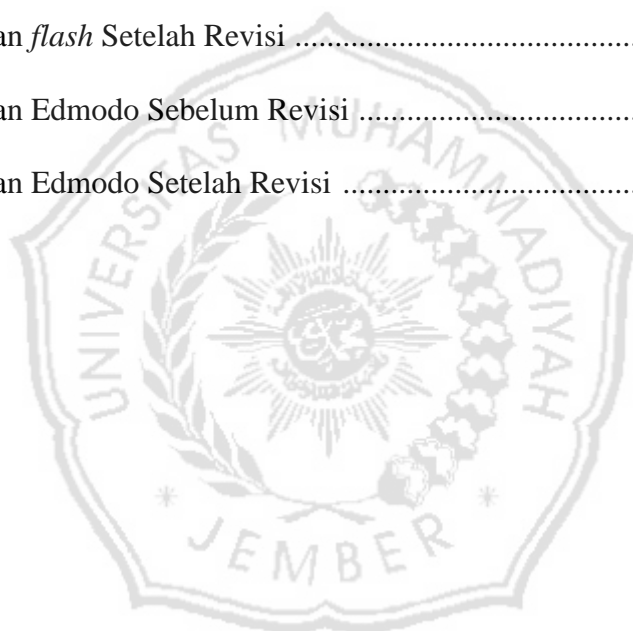 an flash Setelah Revisi ......................................
an Edmodo Sebelum Revisi ...............................
an Edmodo Setelah Revisi .................................
UNIVERSITAS MUHAMMADIYAH
JEMBER